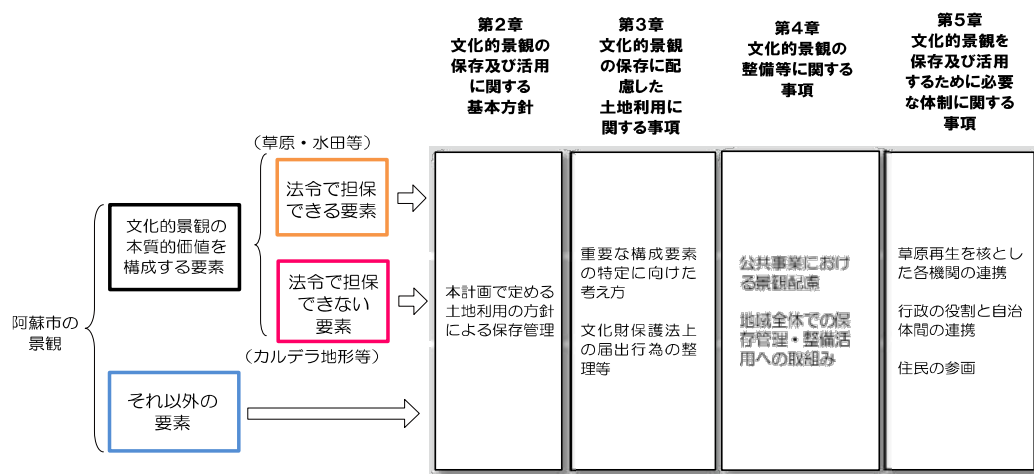 第2章
文化的景観の
保存及び活用
に関する
基本方針
第3章
文化的景観
の保存に配
慮した
土地利用に
関する事項
第4章
文化的景観の
整備等に関する
事項
第5章
文化的景観を
保存及び活用
するために必要
な体制に関する
事項
阿蘇市の
景観
文化的景観の
本質的価値を
構成する要素
(草原・水田等)
法令で担保
できる要素
法令で担保
できない
要素
(カルデラ地形等)
それ以外の
要素
本計画で定める
土地利用の方針
による保存管理
重要な構成要素
の特定に向けた
考え方
文化財保護法上
の届出行為の整
理等
公共事業におけ
る景観配慮
地域全体での保
存管理・整備活
用への取組み
草原再生を核とし
た各機関の連携
行政の役割と自治
体間の連携
住民の参画